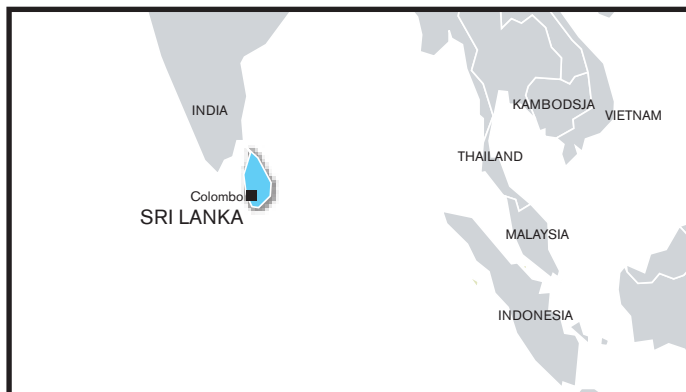 INDIA
KAMBODSJA
VIETNAM
THAILAND
Colombo
SRI LANKA
MALAYSIA
INDONESIA